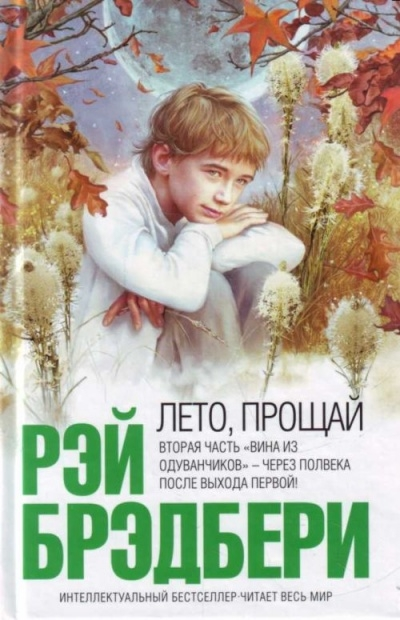 ЛЕТО, ПРОЩАЙ
ВТОРАЯ ЧАСТЬ «ВИНА ИЗ
ОДУВАНЧИКОВ» – ЧЕРЕЗ ПОЛВЕКА
ПОСЛЕ ВЫХОДА ПЕРВОЙ!
РЭЙ
БРЭДБЕРИ
ИНТЕЛЛЕКТУАЛЬНЫЙ БЕСТСЕЛЛЕР·ЧИТАЕТ ВЕСЬ МИР